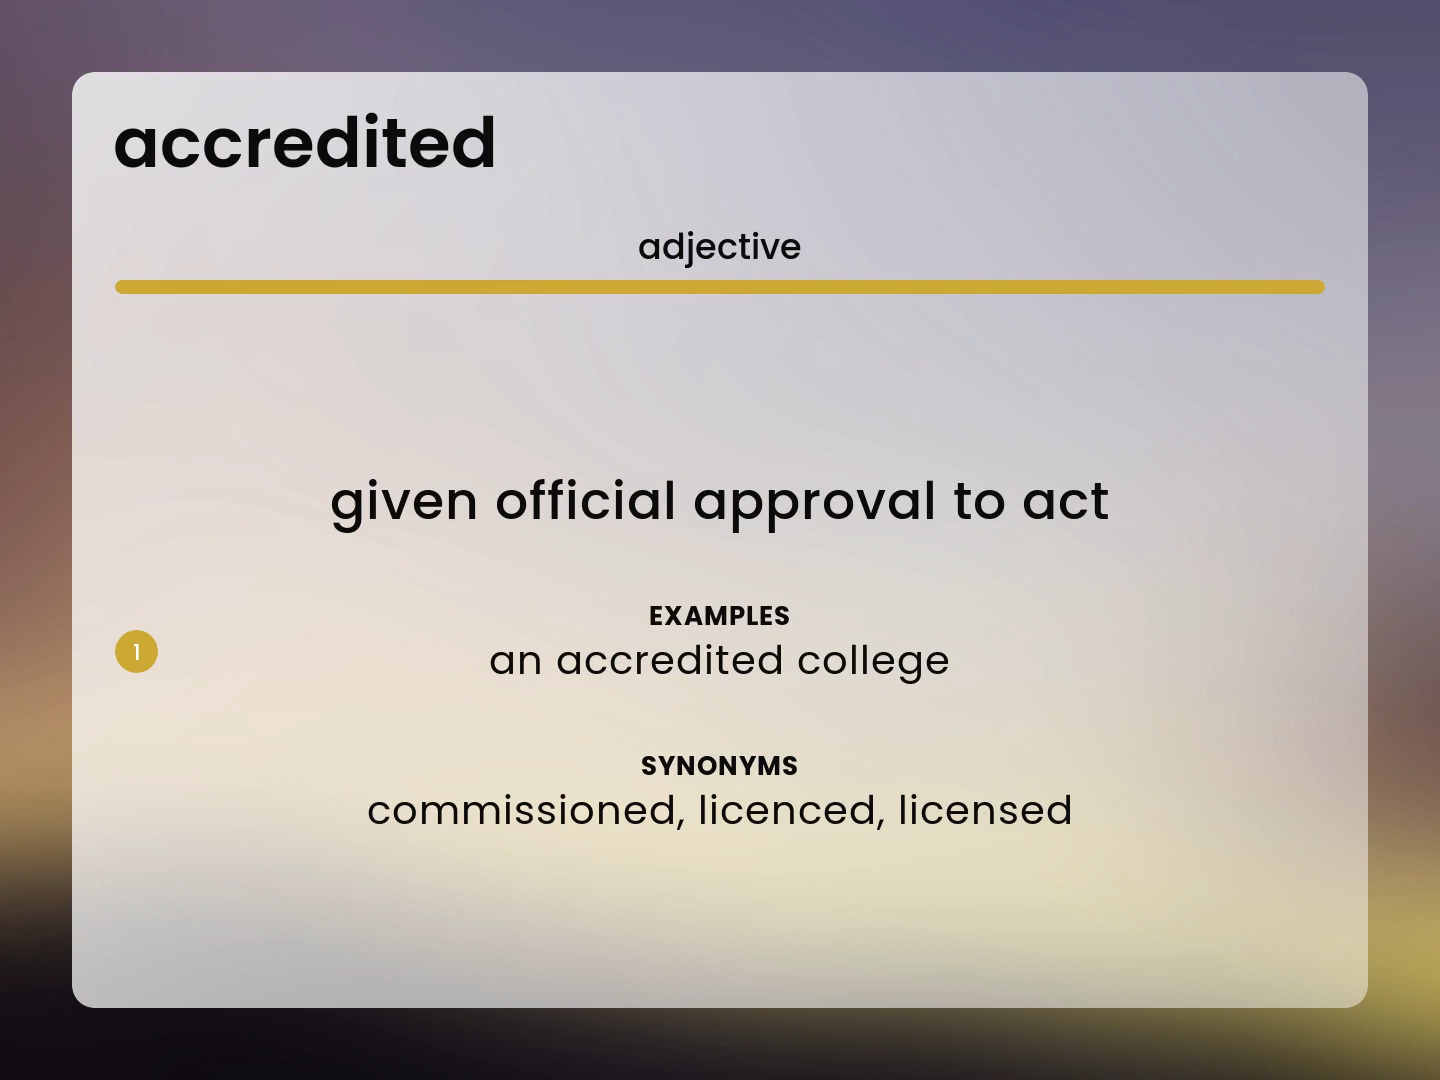 accredited
adjective
given official approval to act
EXAMPLES
1
an accredited college
SYNONYMS
commissioned, licenced, licensed